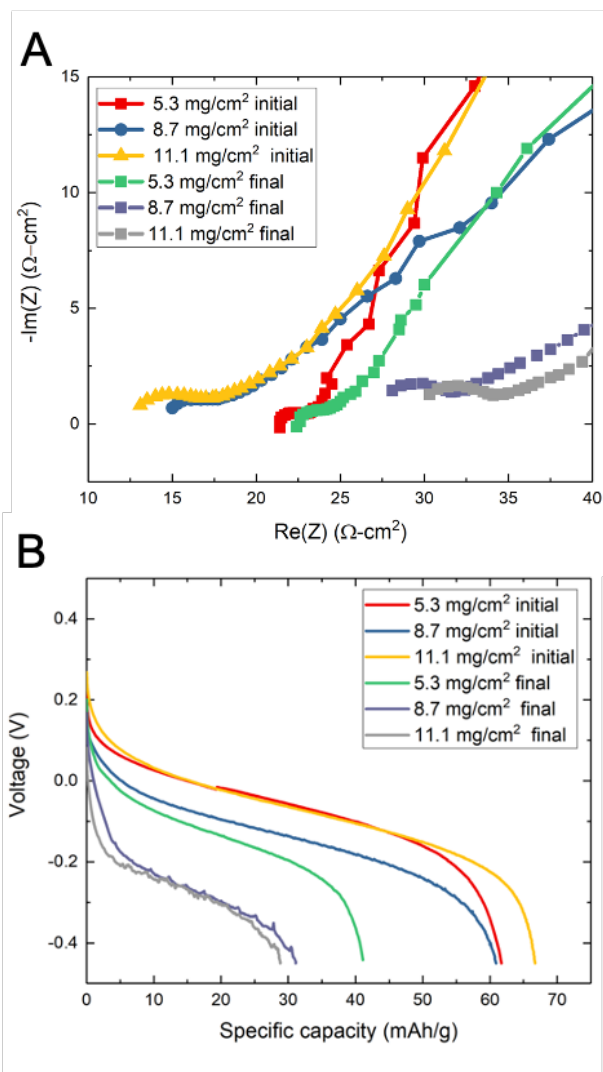 A
-Im(Z) (Ω-cm²)
15
10
5
0
5.3 mg/cm² initial
8.7 mg/cm² initial
11.1 mg/cm² initial
5.3 mg/cm² final
8.7 mg/cm² final
11.1 mg/cm² final
10 15 20 25 30 35 40
Re(Z) (Ω-cm²)
B
Voltage (V)
0.4
0.2
0.0
-0.2
-0.4
5.3 mg/cm² initial
8.7 mg/cm² initial
11.1 mg/cm² initial
5.3 mg/cm² final
8.7 mg/cm² final
11.1 mg/cm² final
0 10 20 30 40 50 60 70
Specific capacity (mAh/g)